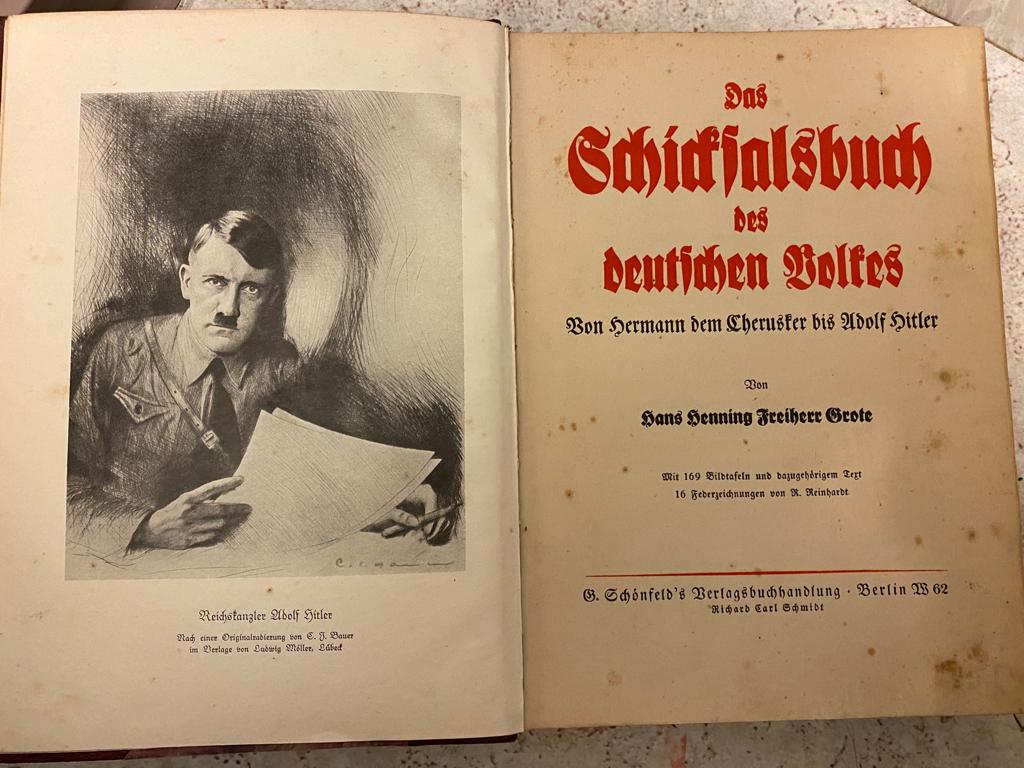 Reichskanzler Adolf Hitler
Nach einer Originalradierung von C. J. Bauer
im Verlage von Ludwig Möller, Lübeck
Das
Schicksalsbuch
des
deutschen Volkes
Von Hermann dem Cherusker bis Adolf Hitler
Von
Hans Henning Freiherr Grote
Mit 169 Bildtafeln und dazugehörigem Text
16 Federzeichnungen von R. Reinhardt
G. Schönfeld's Verlagsbuchhandlung · Berlin W 62
Richard Carl Schmidt